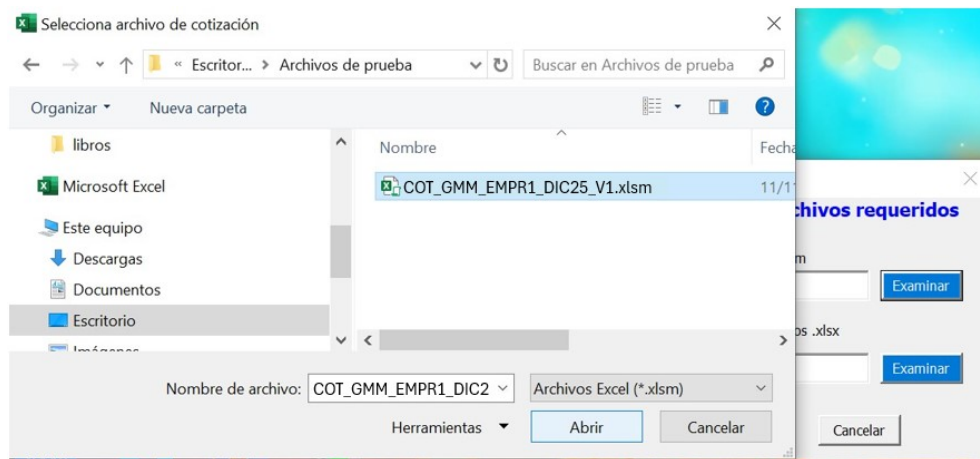 Selecciona archivo de cotización
« Escritor... > Archivos de prueba
Buscar en Archivos de prueba
Organizar
Nueva carpeta
libros
Microsoft Excel
Este equipo
Descargas
Documentos
Escritorio
Imágenes
Nombre
Fecha
COT_GMM_EMPR1_DIC25_V1.xlsm
11/1
Nombre de archivo:
COT_GMM_EMPR1_DIC2
Archivos Excel (*.xlsm)
Herramientas
Abrir
Cancelar
chivos requeridos
m
Examinar
os .xlsx
Examinar
Cancelar